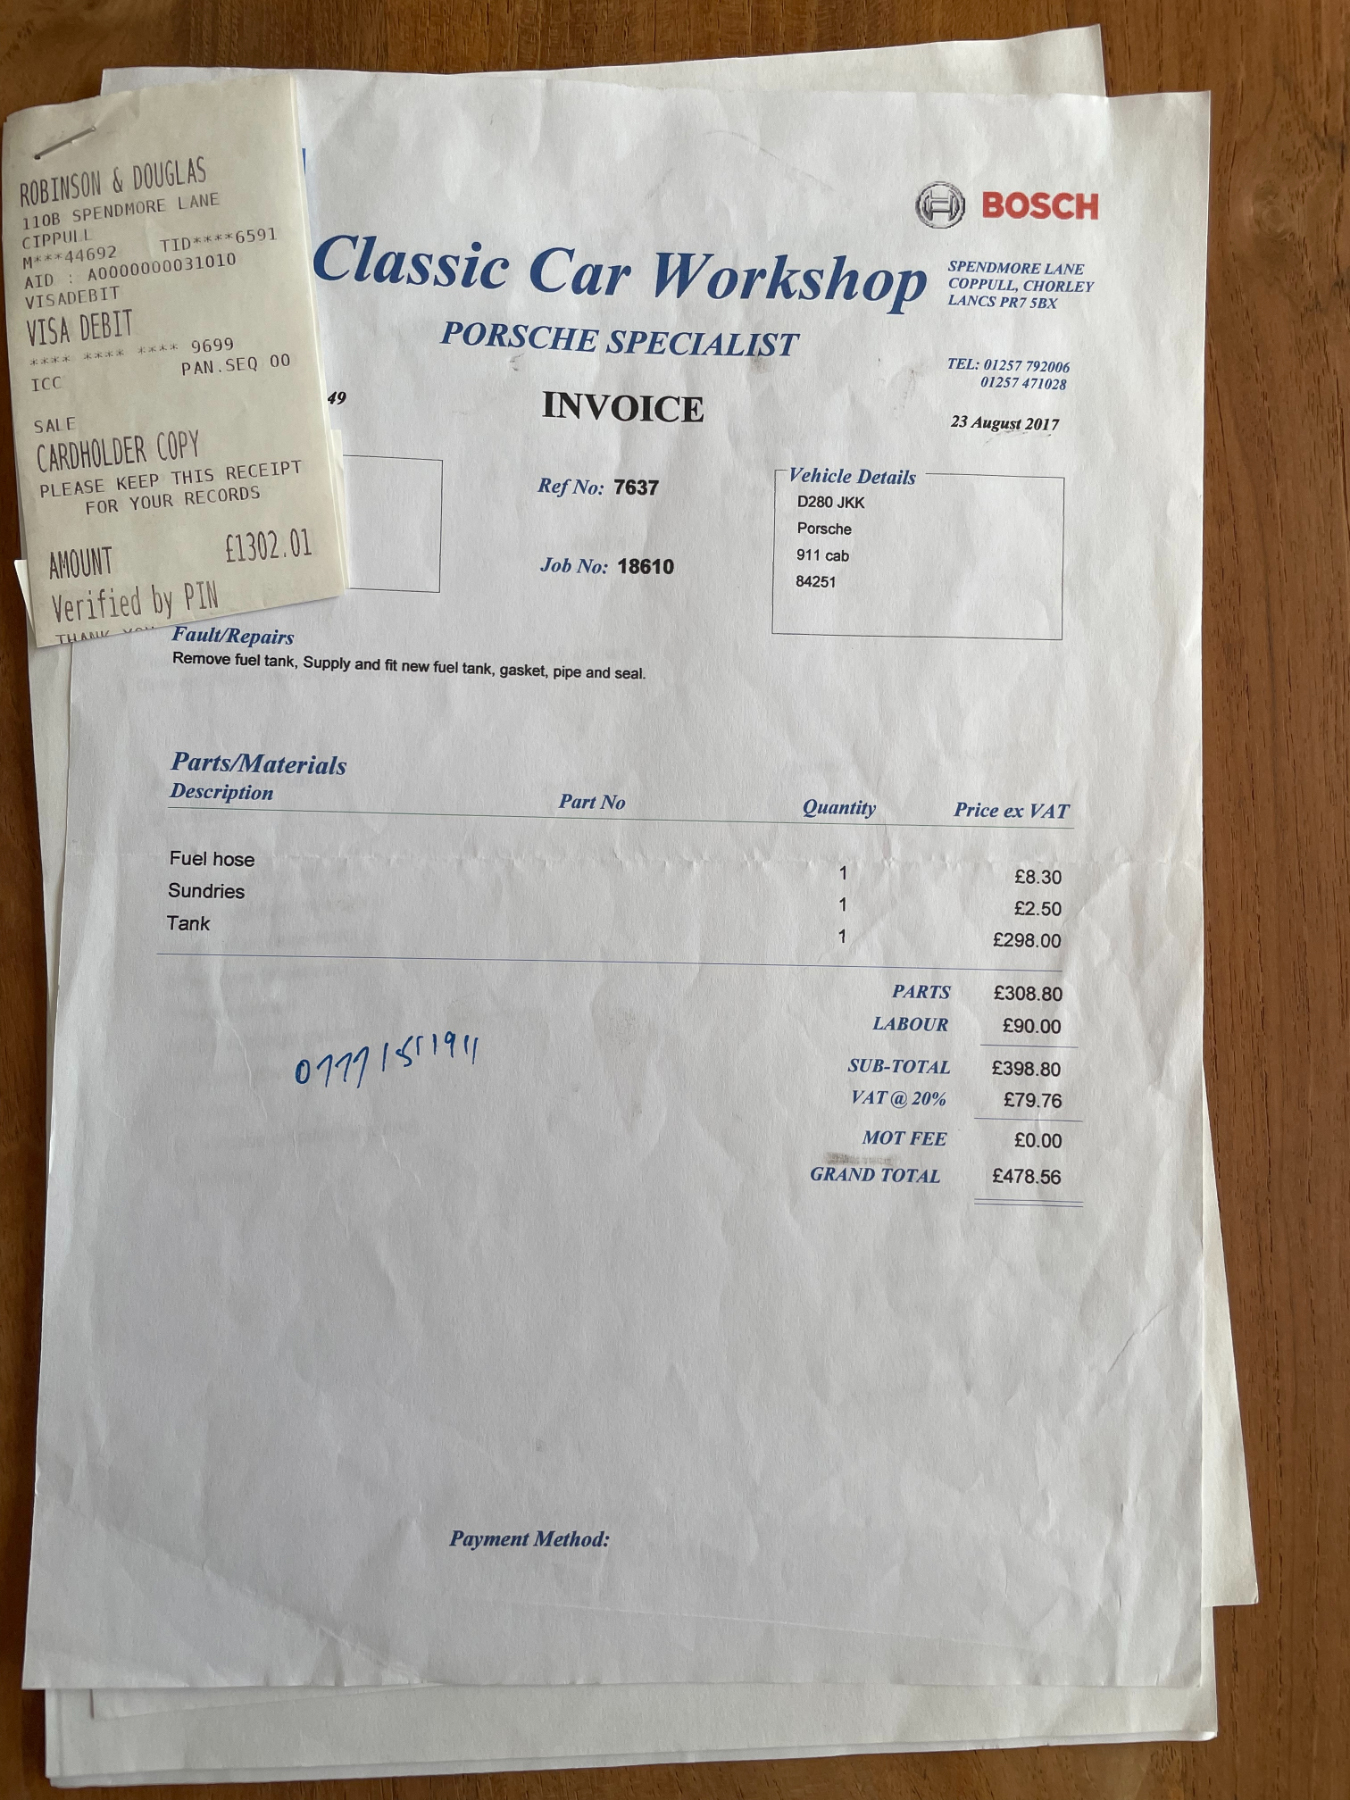 ROBINSON & DOUGLAS
110B SPENDMORE LANE
CIPPULL
M***44692 TID****6591
AID : A0000000031010
VISADEBIT
VISA DEBIT
**** **** **** 9699
ICC PAN.SEQ 00
SALE
CARDHOLDER COPY
PLEASE KEEP THIS RECEIPT
FOR YOUR RECORDS
AMOUNT £1302.01
Verified by PIN
THANK YOU
BOSCH
Classic Car Workshop
PORSCHE SPECIALIST
SPENDMORE LANE
COPPULL, CHORLEY
LANCS PR7 5BX
TEL: 01257 792006
01257 471028
49
INVOICE
23 August 2017
Ref No: 7637
Job No: 18610
Vehicle Details
D280 JKK
Porsche
911 cab
84251
Fault/Repairs
Remove fuel tank, Supply and fit new fuel tank, gasket, pipe and seal.
Parts/Materials
Description Part No Quantity Price ex VAT
Fuel hose 1 £8.30
Sundries 1 £2.50
Tank 1 £298.00
PARTS £308.80
LABOUR £90.00
SUB-TOTAL £398.80
VAT @ 20% £79.76
MOT FEE £0.00
GRAND TOTAL £478.56
Payment Method: